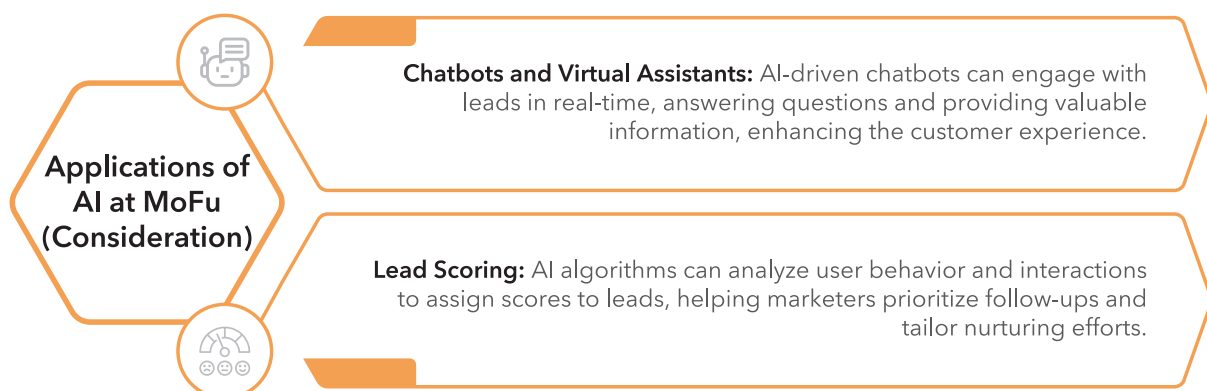 Applications of
AI at MoFu
(Consideration)
Chatbots and Virtual Assistants: AI-driven chatbots can engage with
leads in real-time, answering questions and providing valuable
information, enhancing the customer experience.
Lead Scoring: AI algorithms can analyze user behavior and interactions
to assign scores to leads, helping marketers prioritize follow-ups and
tailor nurturing efforts.